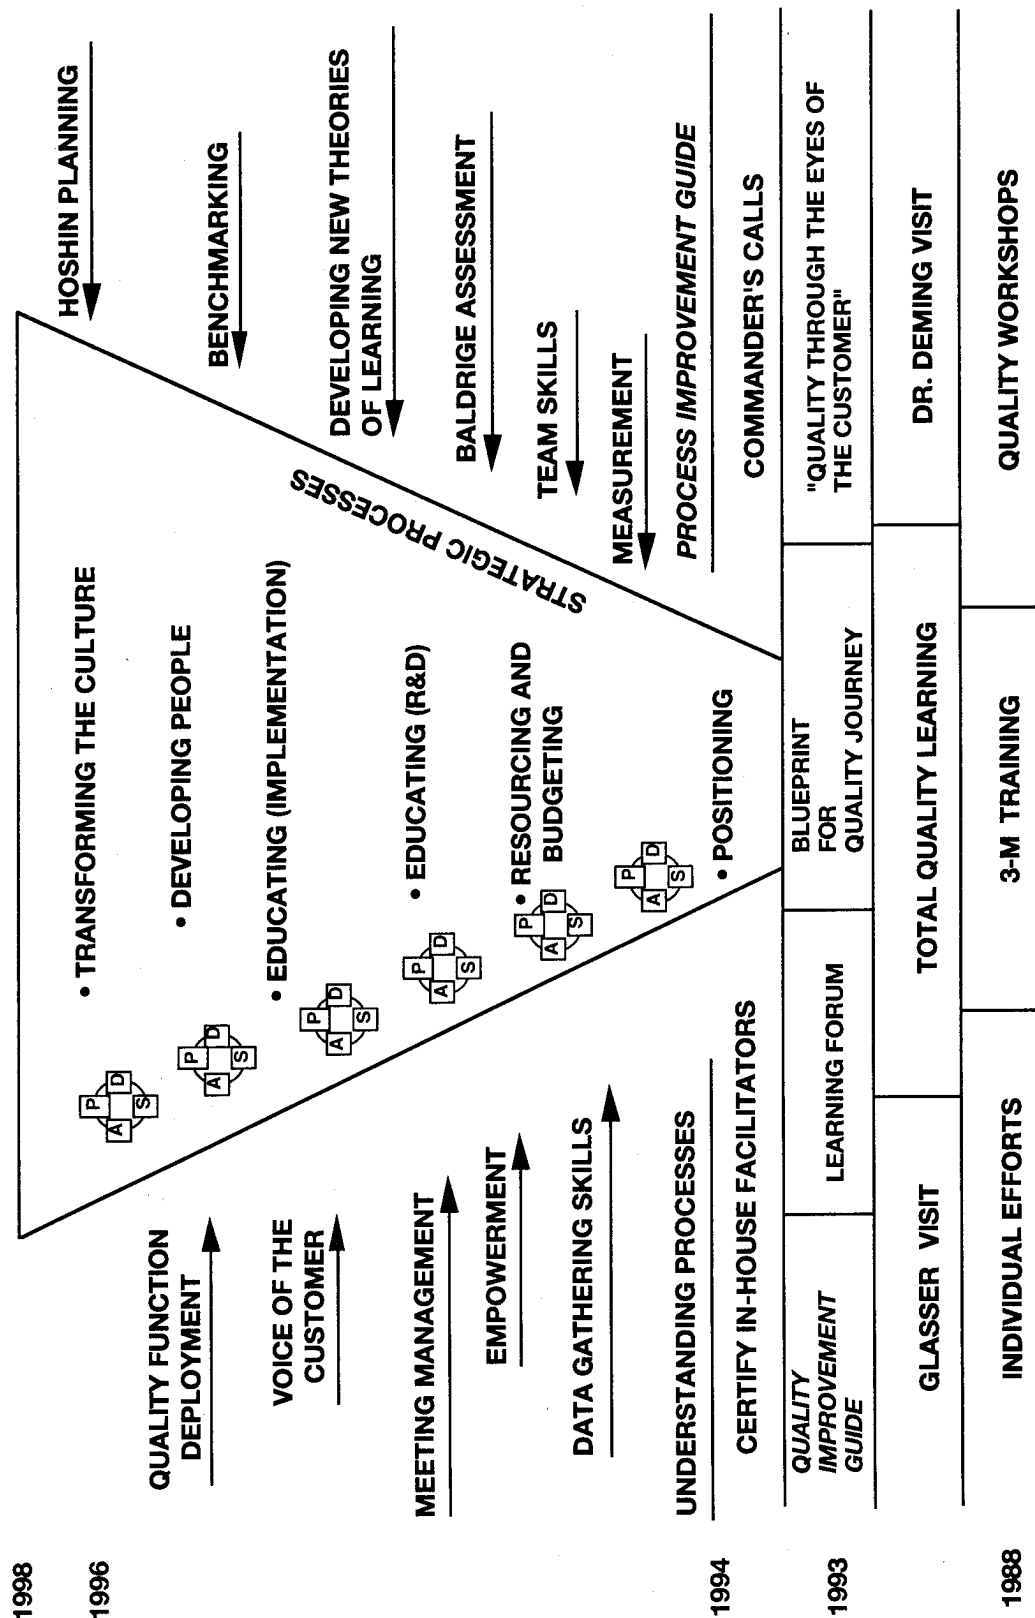 1998
1996
• TRANSFORMING THE CULTURE
HOSHIN PLANNING
P
A
D
S
QUALITY FUNCTION
DEPLOYMENT
• DEVELOPING PEOPLE
BENCHMARKING
P
A
D
S
VOICE OF THE
CUSTOMER
• EDUCATING (IMPLEMENTATION)
DEVELOPING NEW THEORIES
OF LEARNING
P
A
D
S
STRATEGIC PROCESSES
MEETING MANAGEMENT
• EDUCATING (R&D)
BALDRIGE ASSESSMENT
P
A
D
S
EMPOWERMENT
• RESOURCING AND
BUDGETING
TEAM SKILLS
P
A
D
S
DATA GATHERING SKILLS
MEASUREMENT
P
A
D
S
UNDERSTANDING PROCESSES
PROCESS IMPROVEMENT GUIDE
1994
• POSITIONING
CERTIFY IN-HOUSE FACILITATORS
COMMANDER'S CALLS
1993
QUALITY
IMPROVEMENT
GUIDE
LEARNING FORUM
BLUEPRINT
FOR
QUALITY JOURNEY
"QUALITY THROUGH THE EYES OF
THE CUSTOMER"
GLASSER VISIT
TOTAL QUALITY LEARNING
DR. DEMING VISIT
1988
INDIVIDUAL EFFORTS
3-M TRAINING
QUALITY WORKSHOPS